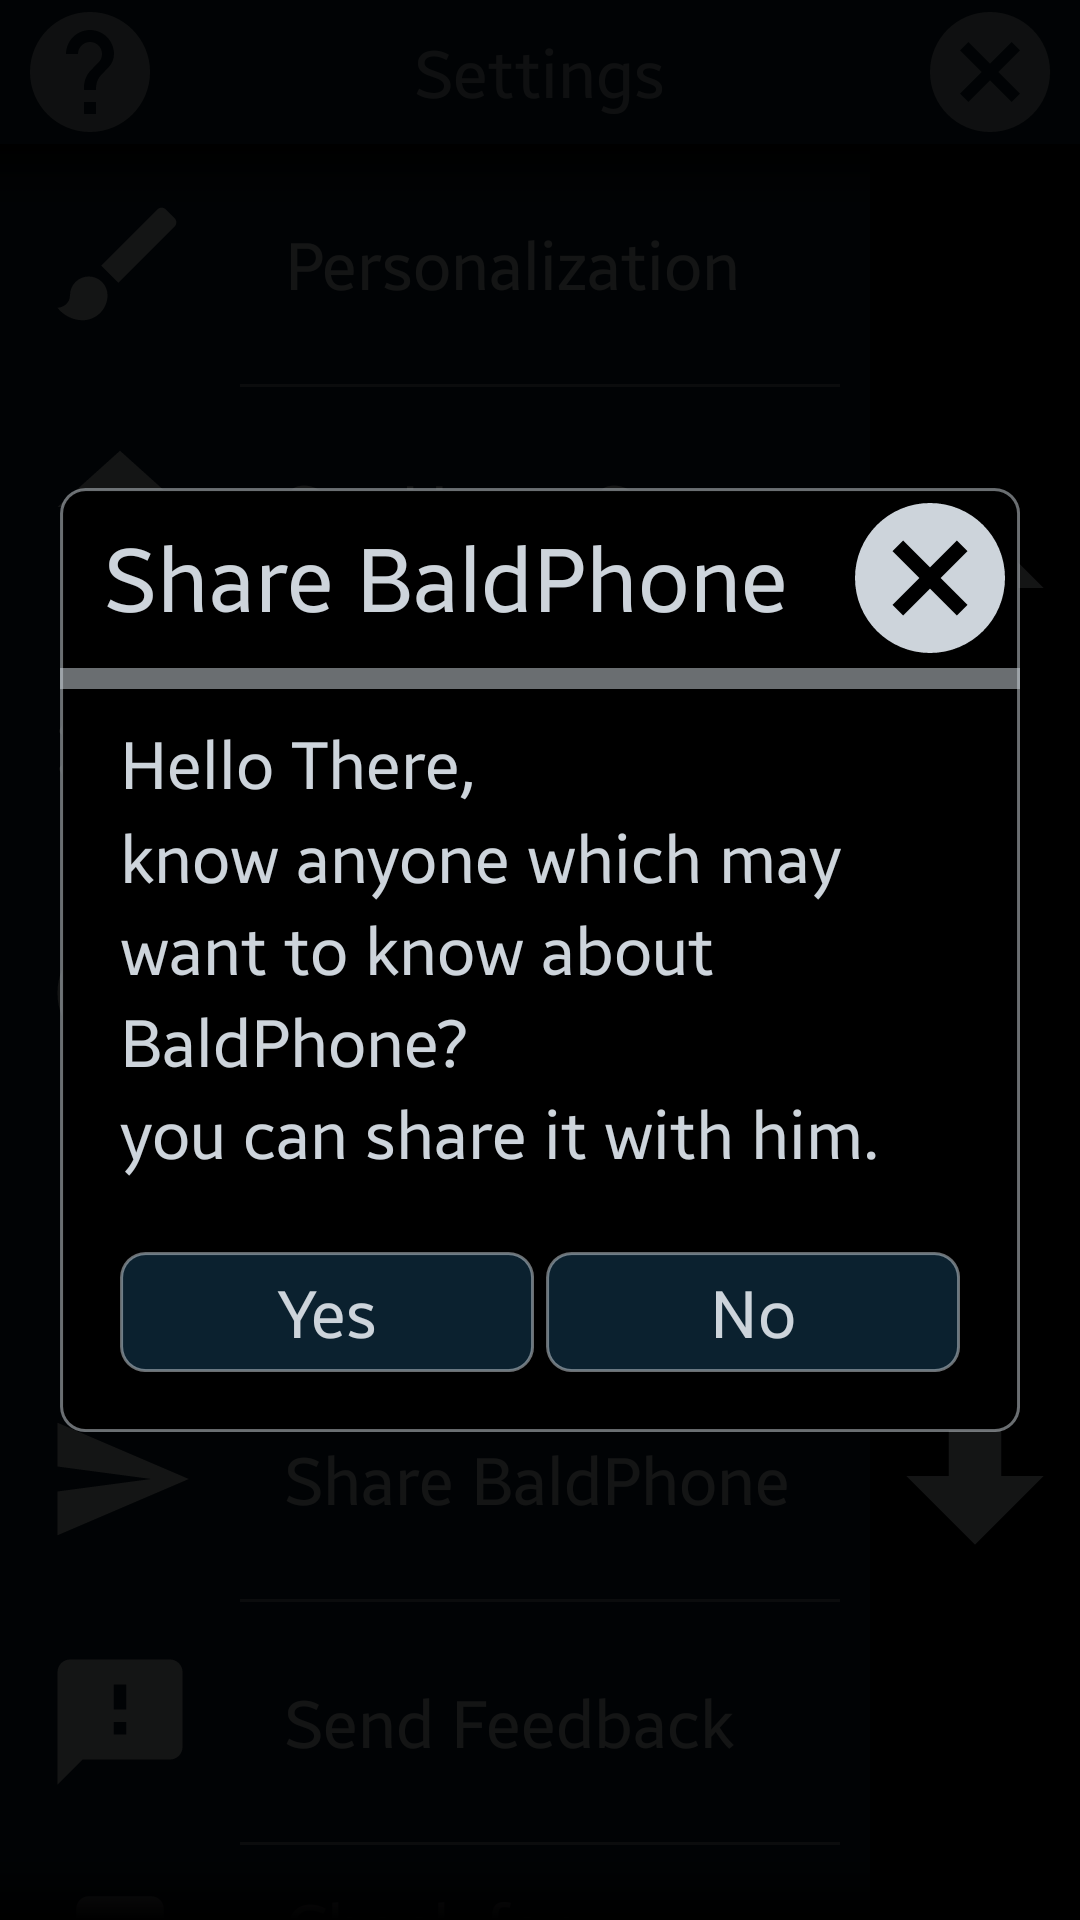 Settings
Personalization
Share BaldPhone
Hello There,
know anyone which may
want to know about
BaldPhone?
you can share it with him.
Yes
No
Share BaldPhone
Send Feedback